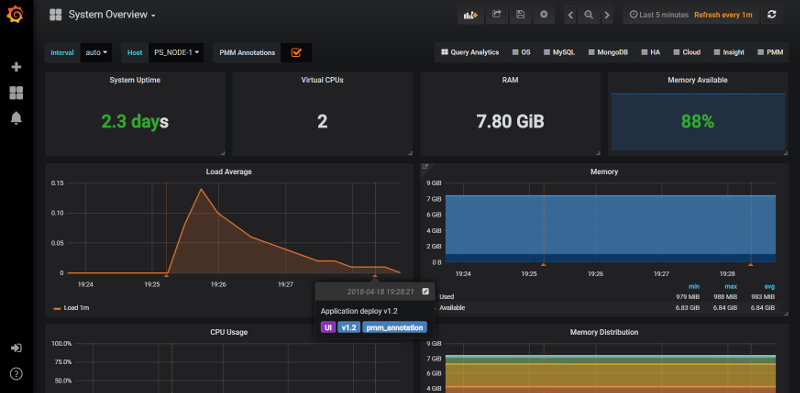 System Overview
Last 5 minutes Refresh every 1m
Interval auto Host PS_NODE-1 PMM Annotations
Query Analytics OS MySQL MongoDB HA Cloud Insight PMM
System Uptime
2.3 days
Virtual CPUs
2
RAM
7.80 GiB
Memory Available
88%
Load Average
0.15
0.10
0.05
0
19:24 19:25 19:26 19:27
Load 1m
2018-04-18 19:28:21
Application deploy v1.2
UI v1.2 pmm_annotation
Memory
9 GiB
7 GiB
6 GiB
4 GiB
2 GiB
0 B
19:24 19:25 19:26 19:27 19:28
min max avg
Used 979 MiB 988 MiB 983 MiB
Available 6.83 GiB 6.84 GiB 6.84 GiB
CPU Usage
100.0%
75.0%
50.0%
Memory Distribution
9 GiB
7 GiB
6 GiB
4 GiB